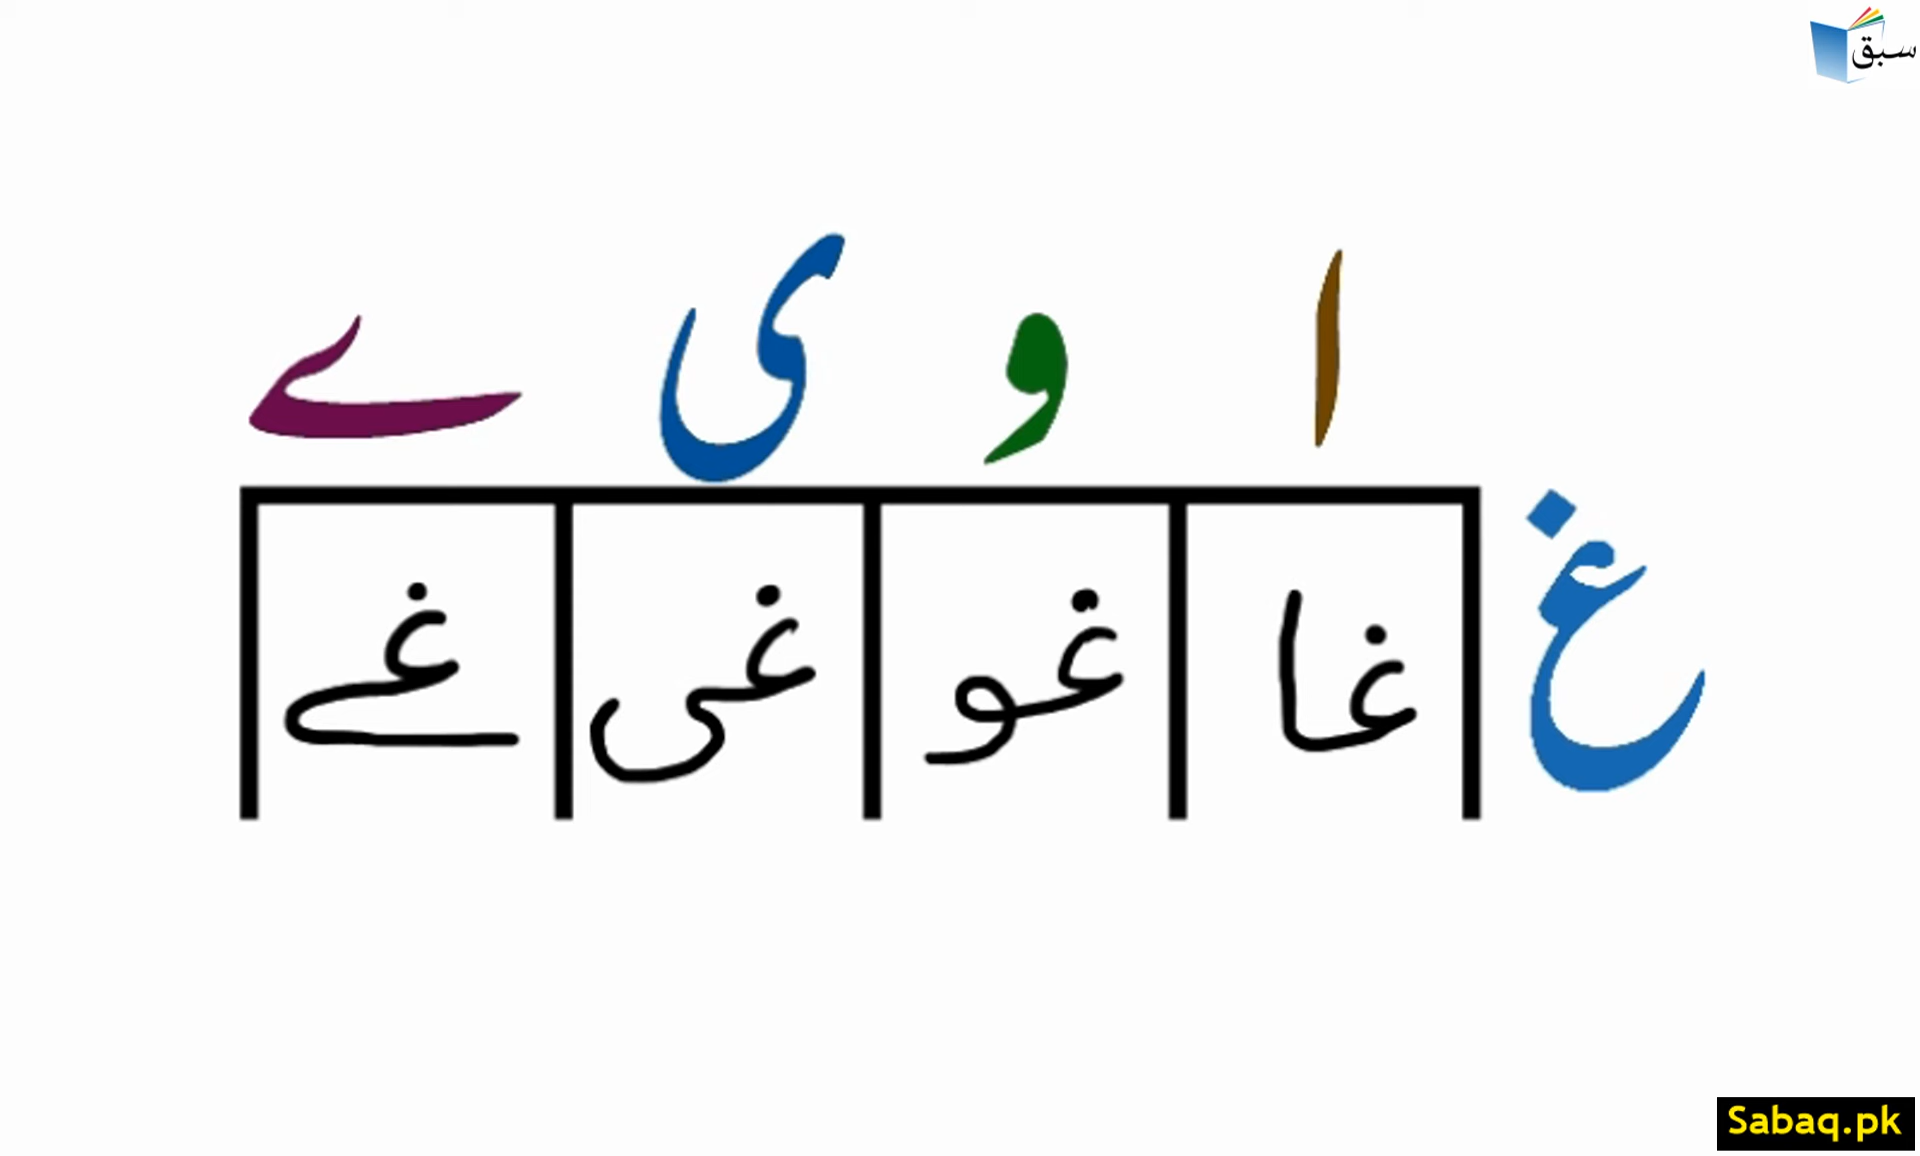 سبق
ا و ی ے
غ غا غو غی غے
Sabaq.pk